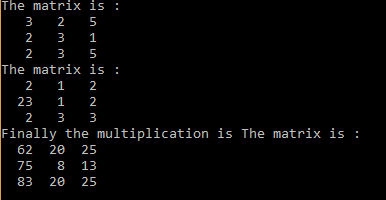 The matrix is :
3 2 5
2 3 1
2 3 5
The matrix is :
2 1 2
23 1 2
2 3 3
Finally the multiplication is The matrix is :
62 20 25
75 8 13
83 20 25